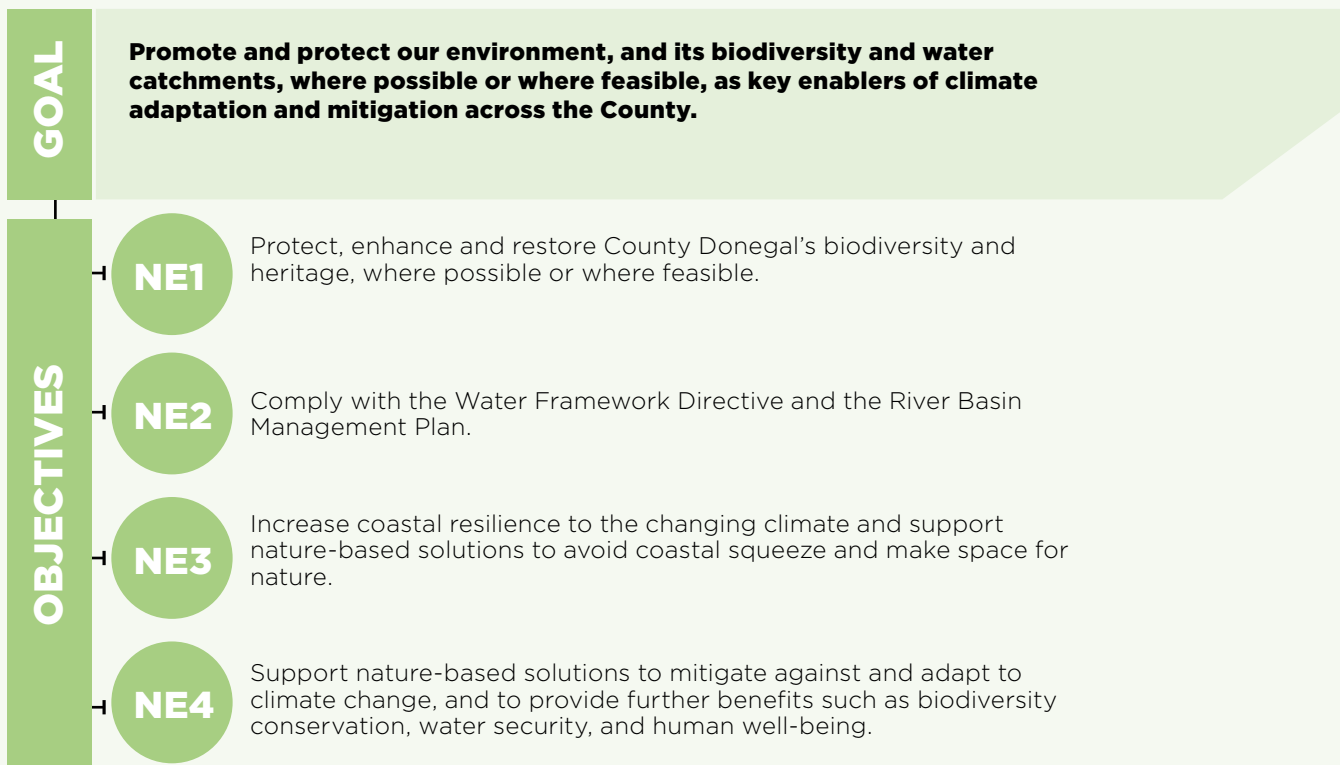 GOAL
Promote and protect our environment, and its biodiversity and water
catchments, where possible or where feasible, as key enablers of climate
adaptation and mitigation across the County.
OBJECTIVES
NE1
Protect, enhance and restore County Donegal’s biodiversity and
heritage, where possible or where feasible.
NE2
Comply with the Water Framework Directive and the River Basin
Management Plan.
NE3
Increase coastal resilience to the changing climate and support
nature-based solutions to avoid coastal squeeze and make space for
nature.
NE4
Support nature-based solutions to mitigate against and adapt to
climate change, and to provide further benefits such as biodiversity
conservation, water security, and human well-being.